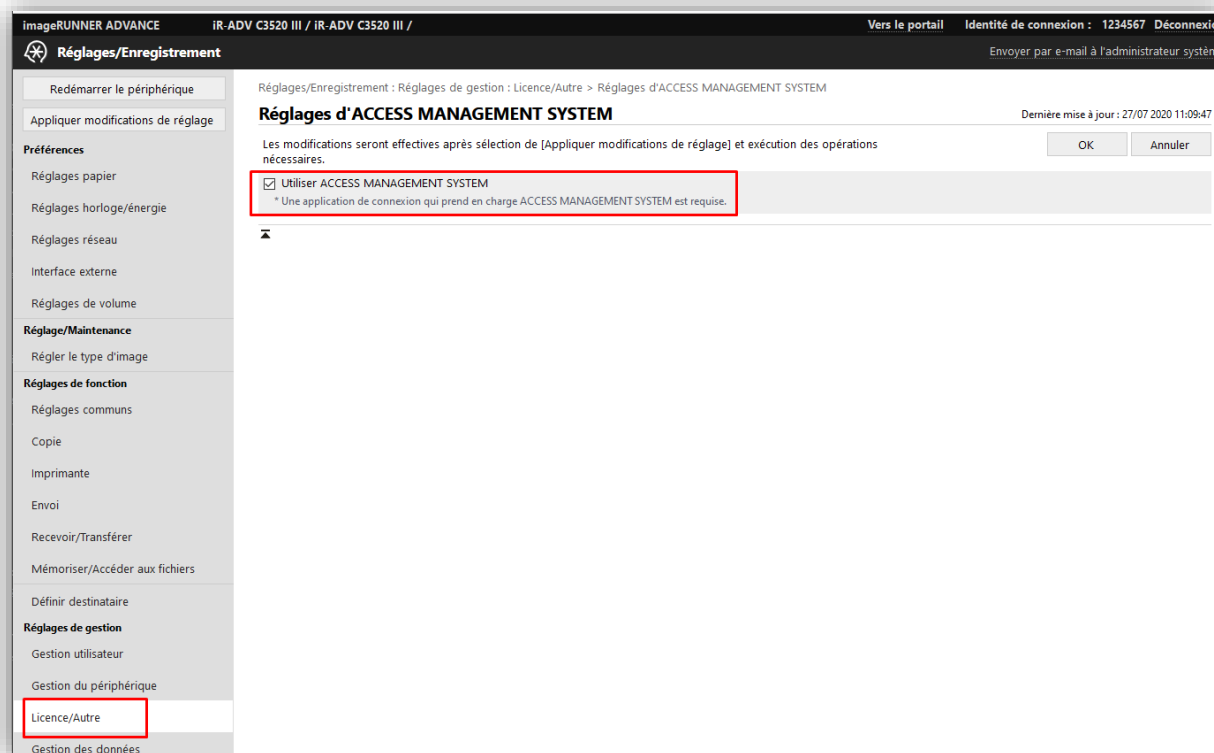 imageRUNNER ADVANCE iR-ADV C3520 III / iR-ADV C3520 III / Vers le portail Identité de connexion : 1234567 Déconnexio
Réglages/Enregistrement Envoyer par e-mail à l'administrateur systèm
Redémarrer le périphérique
Appliquer modifications de réglage
Préférences
Réglages papier
Réglages horloge/énergie
Réglages réseau
Interface externe
Réglages de volume
Réglage/Maintenance
Régler le type d'image
Réglages de fonction
Réglages communs
Copie
Imprimante
Envoi
Recevoir/Transférer
Mémoriser/Accéder aux fichiers
Définir destinataire
Réglages de gestion
Gestion utilisateur
Gestion du périphérique
Licence/Autre
Gestion des données
Réglages/Enregistrement : Réglages de gestion : Licence/Autre > Réglages d'ACCESS MANAGEMENT SYSTEM
Réglages d'ACCESS MANAGEMENT SYSTEM Dernière mise à jour : 27/07 2020 11:09:47
Les modifications seront effectives après sélection de [Appliquer modifications de réglage] et exécution des opérations
nécessaires.
OK Annuler
Utiliser ACCESS MANAGEMENT SYSTEM
* Une application de connexion qui prend en charge ACCESS MANAGEMENT SYSTEM est requise.